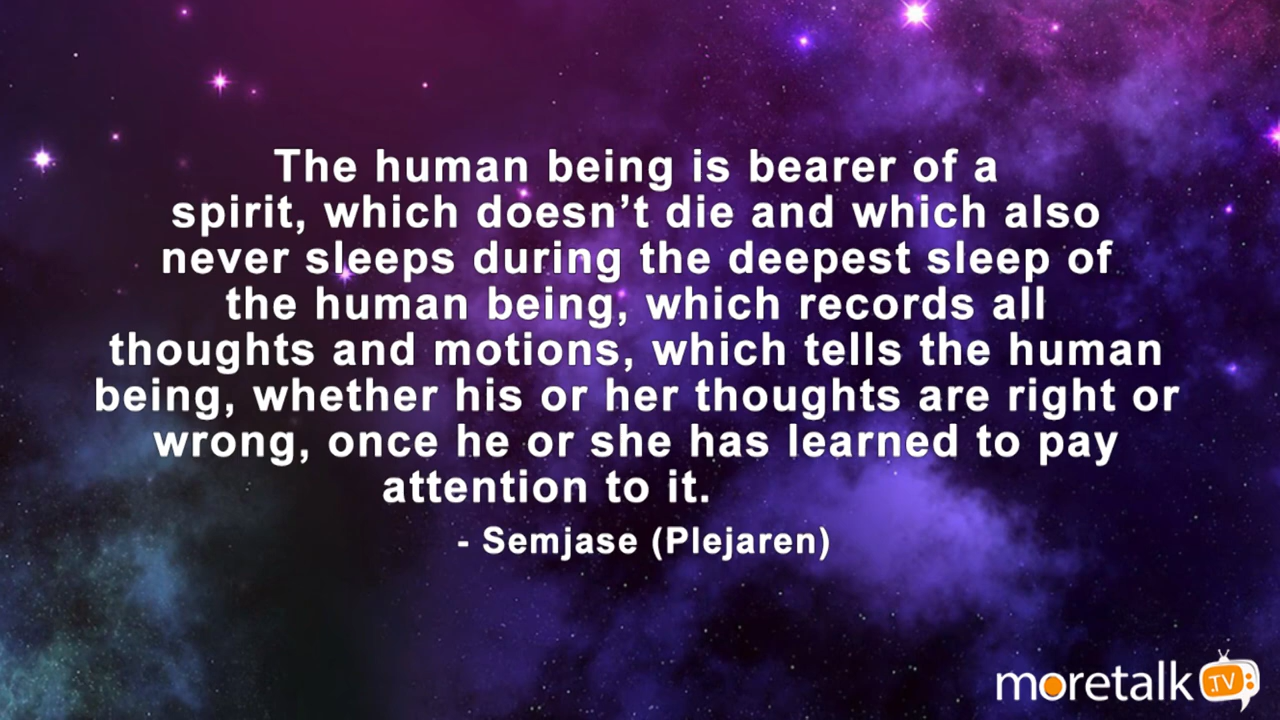 The human being is bearer of a
spirit, which doesn’t die and which also
never sleeps during the deepest sleep of
the human being, which records all
thoughts and motions, which tells the human
being, whether his or her thoughts are right or
wrong, once he or she has learned to pay
attention to it.
- Semjase (Plejaren)
moretalk .TV